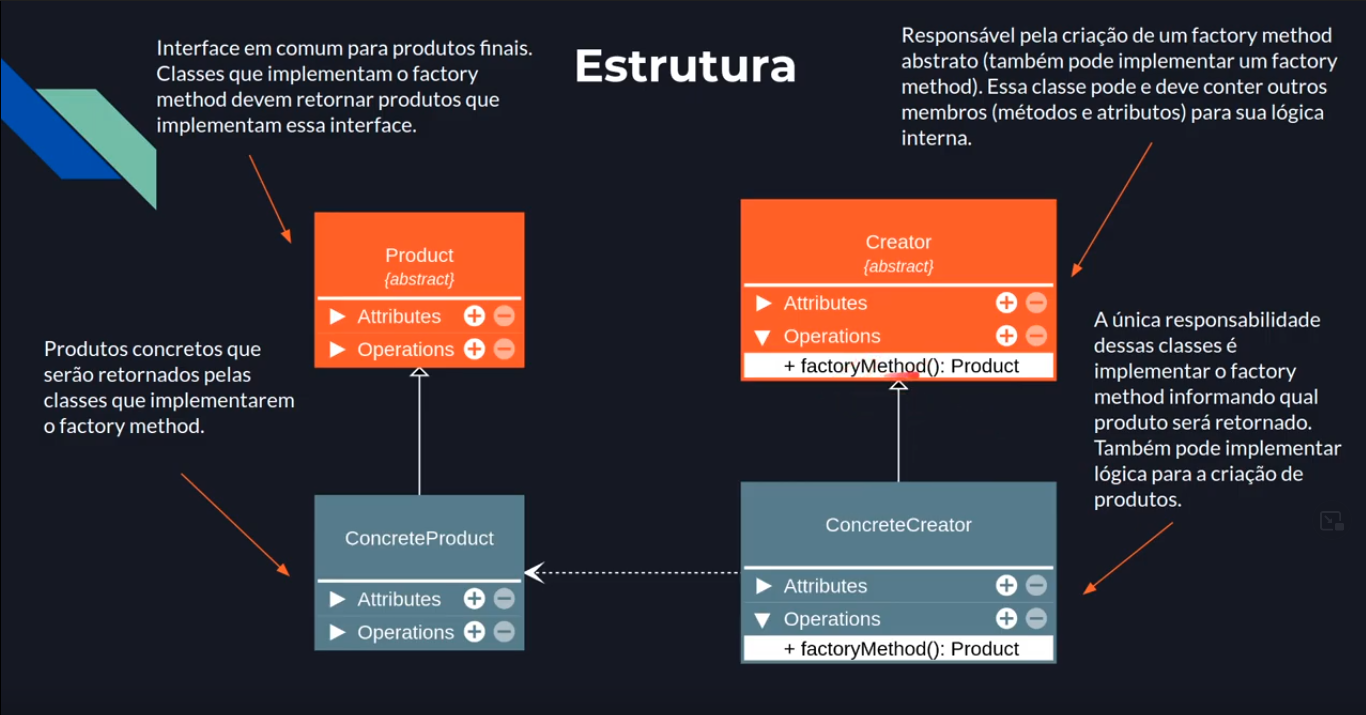 Estrutura
Interface em comum para produtos finais.
Classes que implementam o factory
method devem retornar produtos que
implementam essa interface.
Responsável pela criação de um factory method
abstrato (também pode implementar um factory
method). Essa classe pode e deve conter outros
membros (métodos e atributos) para sua lógica
interna.
Product
{abstract}
Attributes
Operations
Creator
{abstract}
Attributes
Operations
+ factoryMethod(): Product
Produtos concretos que
serão retornados pelas
classes que implementarem
o factory method.
A única responsabilidade
dessas classes é
implementar o factory
method informando qual
produto será retornado.
Também pode implementar
lógica para a criação de
produtos.
ConcreteProduct
Attributes
Operations
ConcreteCreator
Attributes
Operations
+ factoryMethod(): Product